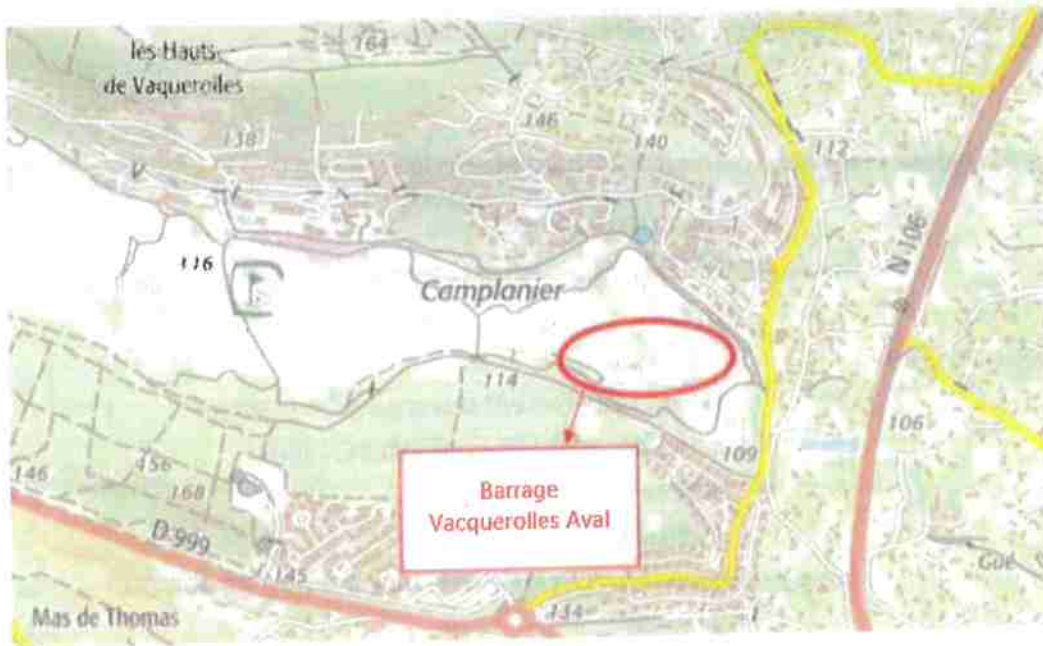 164
les Hauts
de Vaquerolles
146
138
140
112
N 106
116
Camplanier
114
109
106
146
156
168
Barrage
Vacquerolles Aval
D 999
145
Gué
134
Mas de Thomas